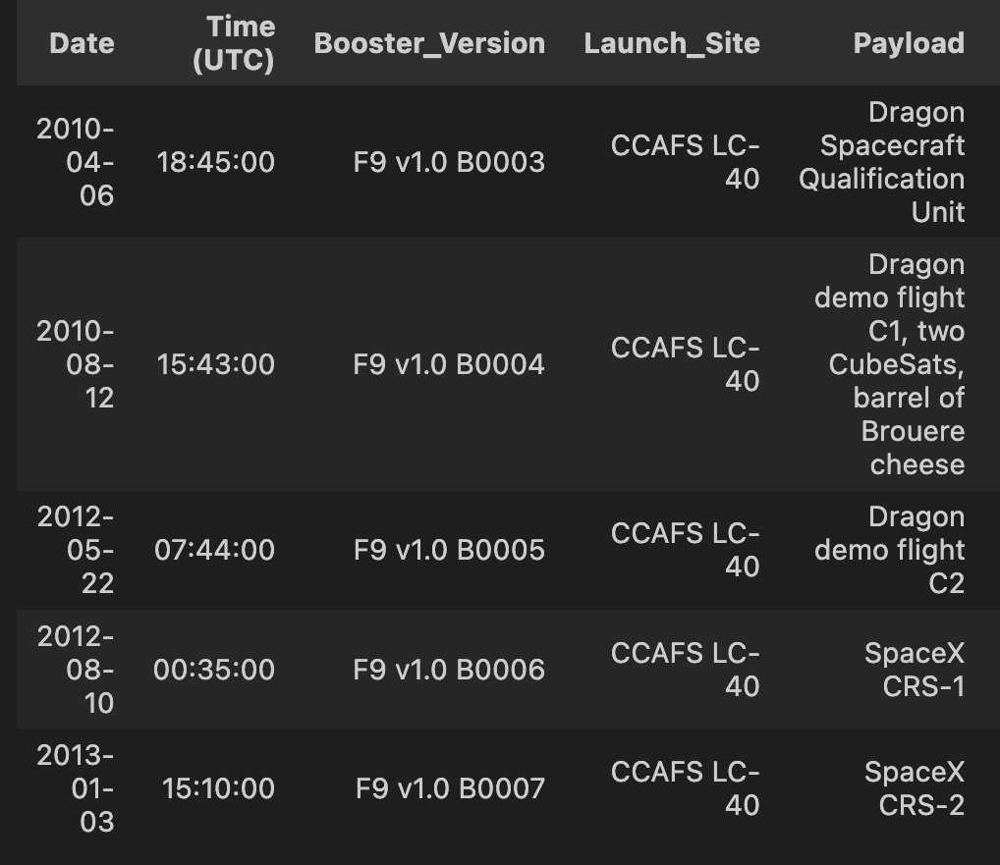 Date Time (UTC) Booster_Version Launch_Site Payload
2010-04-06 18:45:00 F9 v1.0 B0003 CCAFS LC-40 Dragon Spacecraft Qualification Unit
2010-08-12 15:43:00 F9 v1.0 B0004 CCAFS LC-40 Dragon demo flight C1, two CubeSats, barrel of Brouere cheese
2012-05-22 07:44:00 F9 v1.0 B0005 CCAFS LC-40 Dragon demo flight C2
2012-08-10 00:35:00 F9 v1.0 B0006 CCAFS LC-40 SpaceX CRS-1
2013-01-03 15:10:00 F9 v1.0 B0007 CCAFS LC-40 SpaceX CRS-2